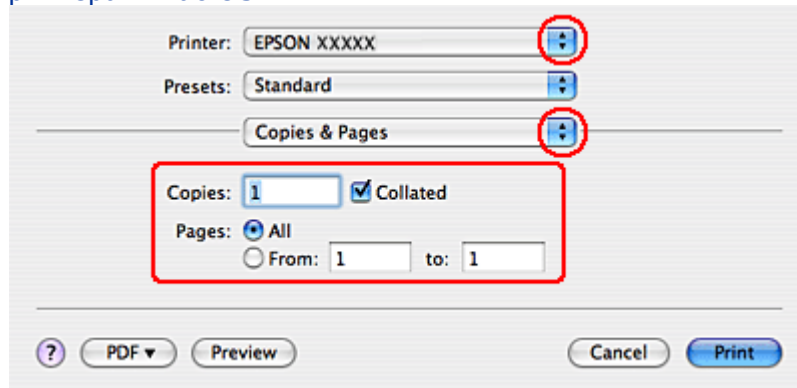 Printer: EPSON XXXXX
Presets: Standard
Copies & Pages
Copies: 1 Collated
Pages: All
From: 1 to: 1
? PDF ▼ Preview Cancel Print